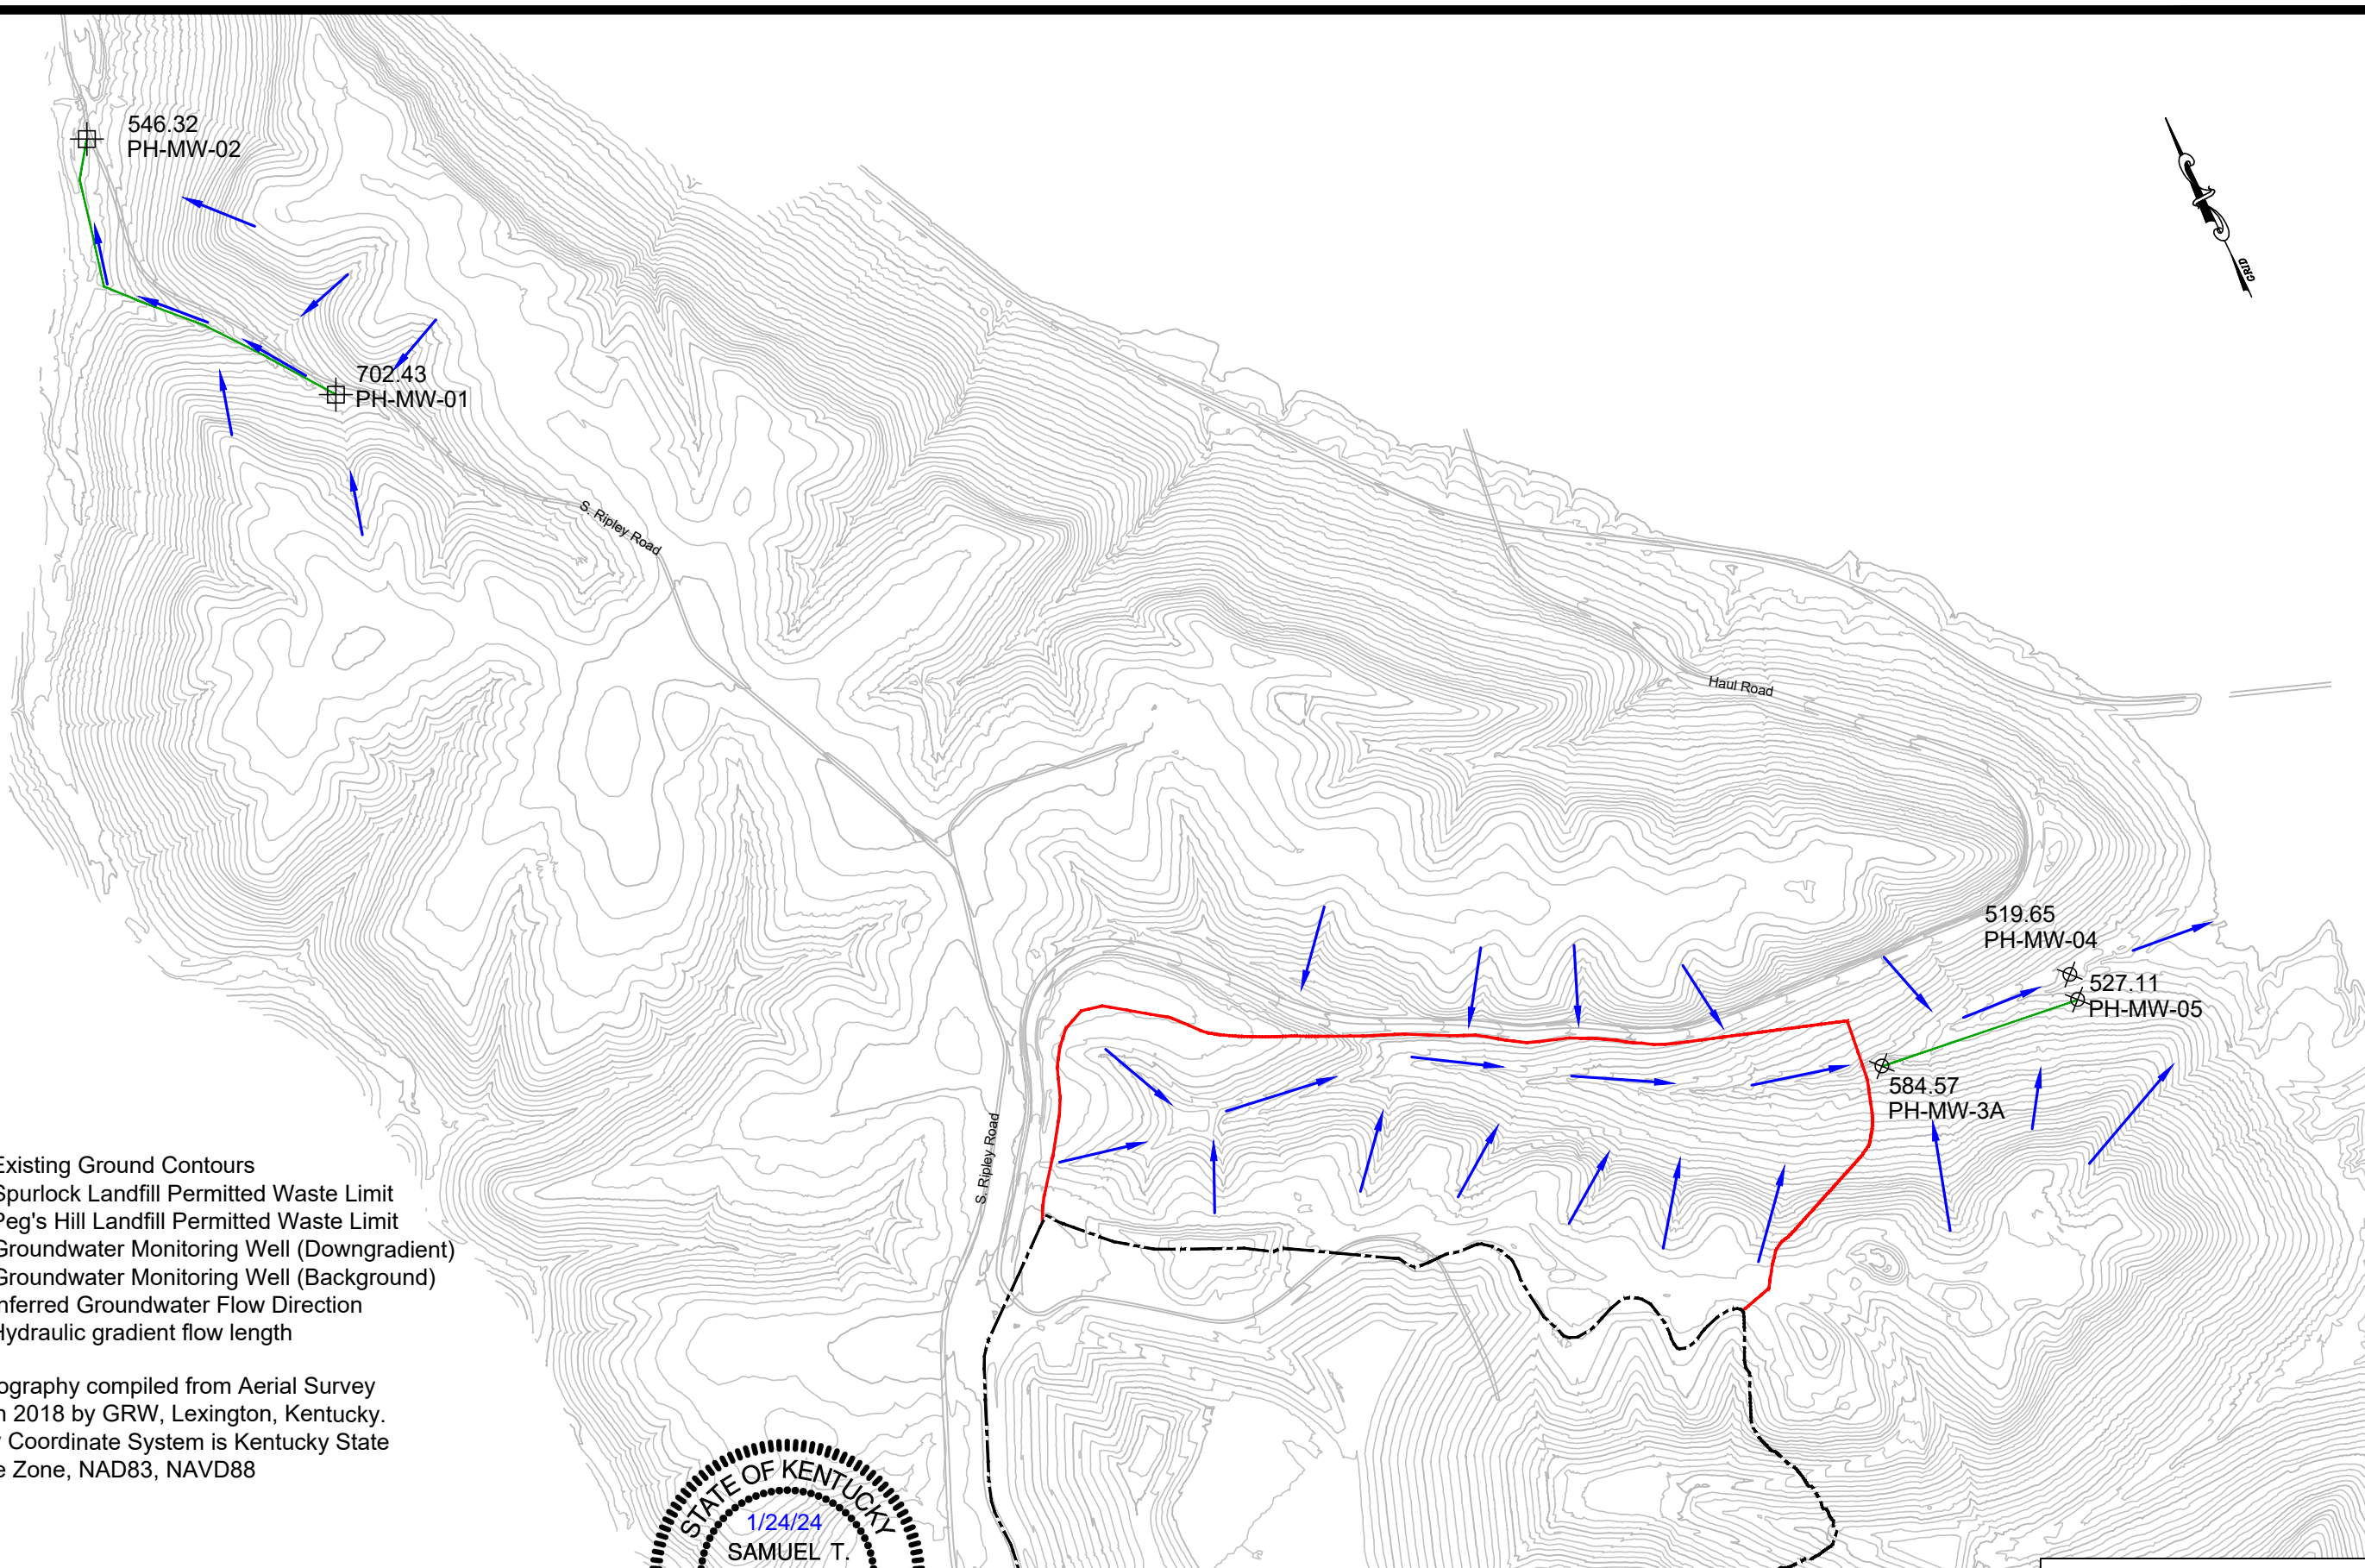 546.32
PH-MW-02
GRID
702.43
PH-MW-01
S. Ripley Road
Haul Road
519.65
PH-MW-04
527.11
PH-MW-05
584.57
PH-MW-3A
S. Ripley Road
Existing Ground Contours
Spurlock Landfill Permitted Waste Limit
Peg's Hill Landfill Permitted Waste Limit
Groundwater Monitoring Well (Downgradient)
Groundwater Monitoring Well (Background)
nferred Groundwater Flow Direction
Hydraulic gradient flow length
ography compiled from Aerial Survey
n 2018 by GRW, Lexington, Kentucky.
Coordinate System is Kentucky State
e Zone, NAD83, NAVD88
STATE OF KENTUCKY
1/24/24
SAMUEL T.